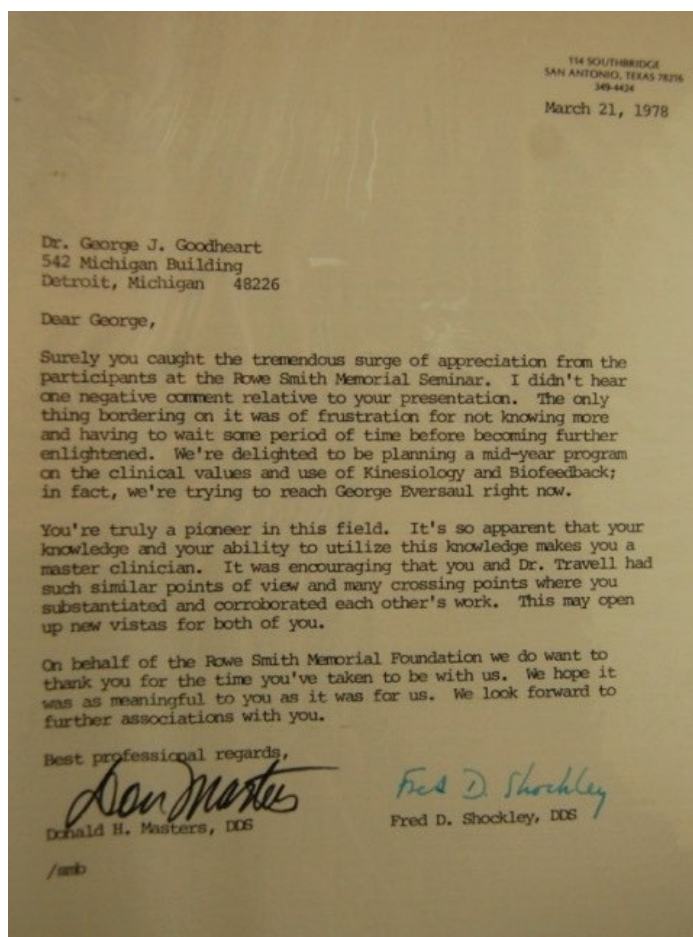 114 SOUTHBRIDGE
SAN ANTONIO, TEXAS 78216
349-4424
March 21, 1978
Dr. George J. Goodheart
542 Michigan Building
Detroit, Michigan 48226
Dear George,
Surely you caught the tremendous surge of appreciation from the
participants at the Rowe Smith Memorial Seminar. I didn't hear
one negative comment relative to your presentation. The only
thing bordering on it was of frustration for not knowing more
and having to wait some period of time before becoming further
enlightened. We're delighted to be planning a mid-year program
on the clinical values and use of Kinesiology and Biofeedback;
in fact, we're trying to reach George Eversaul right now.
You're truly a pioneer in this field. It's so apparent that your
knowledge and your ability to utilize this knowledge makes you a
master clinician. It was encouraging that you and Dr. Travell had
such similar points of view and many crossing points where you
substantiated and corroborated each other's work. This may open
up new vistas for both of you.
On behalf of the Rowe Smith Memorial Foundation we do want to
thank you for the time you've taken to be with us. We hope it
was as meaningful to you as it was for us. We look forward to
further associations with you.
Best professional regards,
Don Masters Fred D. Shockley
Donald H. Masters, DDS Fred D. Shockley, DDS
/smb